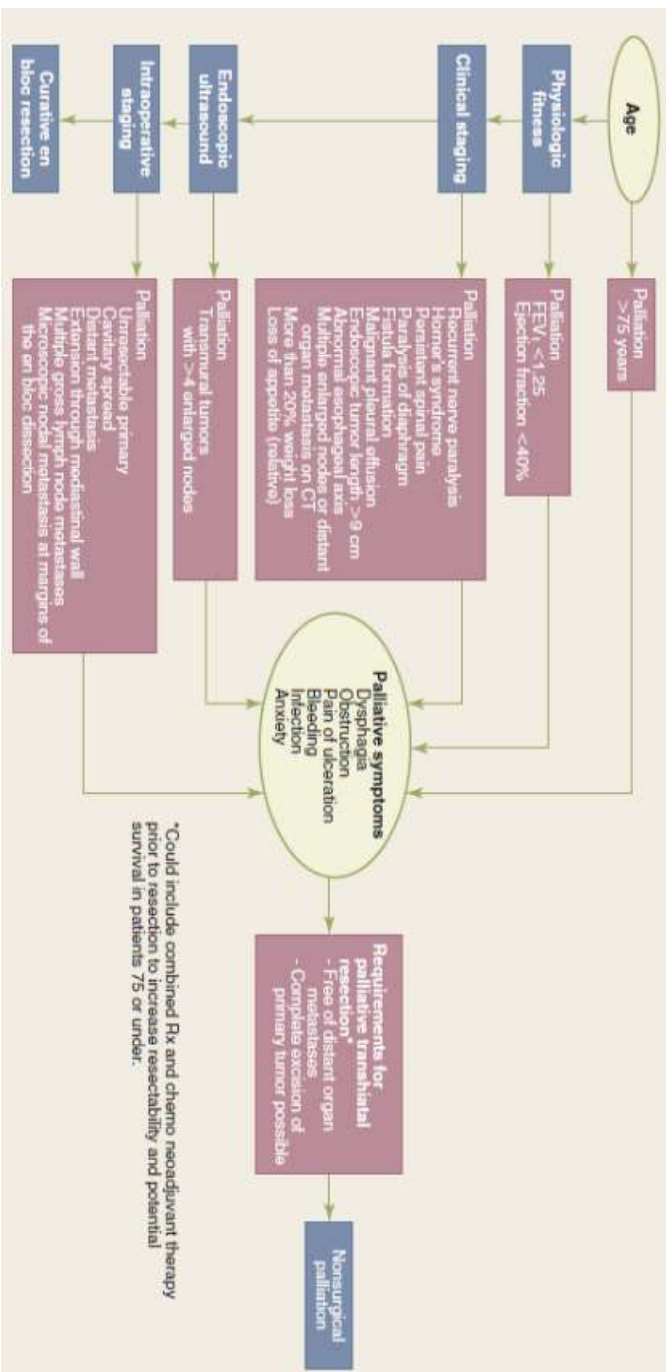 Age
Physiologic
fitness
Clinical staging
Endoscopic
ultrasound
Intraoperative
staging
Curative en
bloc resection
Palliation
>75 years
Palliation
FEV₁ <1.25
Ejection fraction <40%
Palliation
Recurrent nerve paralysis
Horner's syndrome
Persistent spinal pain
Paralysis of diaphragm
Fistula formation
Malignant pleural effusion
Endoscopic tumor length >9 cm
Abnormal esophageal axis
Multiple enlarged nodes or distant
organ metastasis on CT
More than 20% weight loss
Loss of appetite (relative)
Palliation
Transmural tumors
with >4 enlarged nodes
Palliation
Unresectable primary
Cavitary spread
Distant metastasis
Extension through mediastinal wall
Multiple gross lymph node metastases
Microscopic nodal metastasis at margins of
the en bloc dissection
Palliative symptoms
Dysphagia
Obstruction
Pain of ulceration
Bleeding
Infection
Anxiety
Requirements for
palliative transhiatal
resection*
- Free of distant organ
metastases
- Complete excision of
primary tumor possible
Nonsurgical
palliation
*Could include combined Rx and chemo neoadjuvant therapy
prior to resection to increase resectability and potential
survival in patients 75 or under.